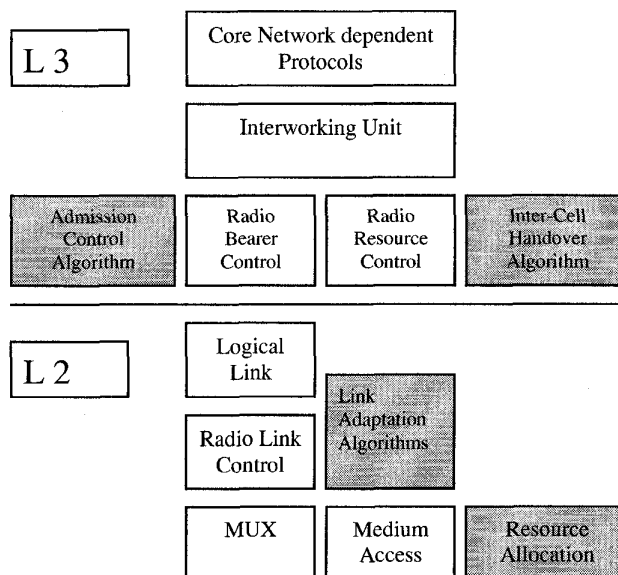 L 3
Core Network dependent
Protocols
Interworking Unit
Admission
Control
Algorithm
Radio
Bearer
Control
Radio
Resource
Control
Inter-Cell
Handover
Algorithm
L 2
Logical
Link
Link
Adaptation
Algorithms
Radio Link
Control
MUX
Medium
Access
Resource
Allocation